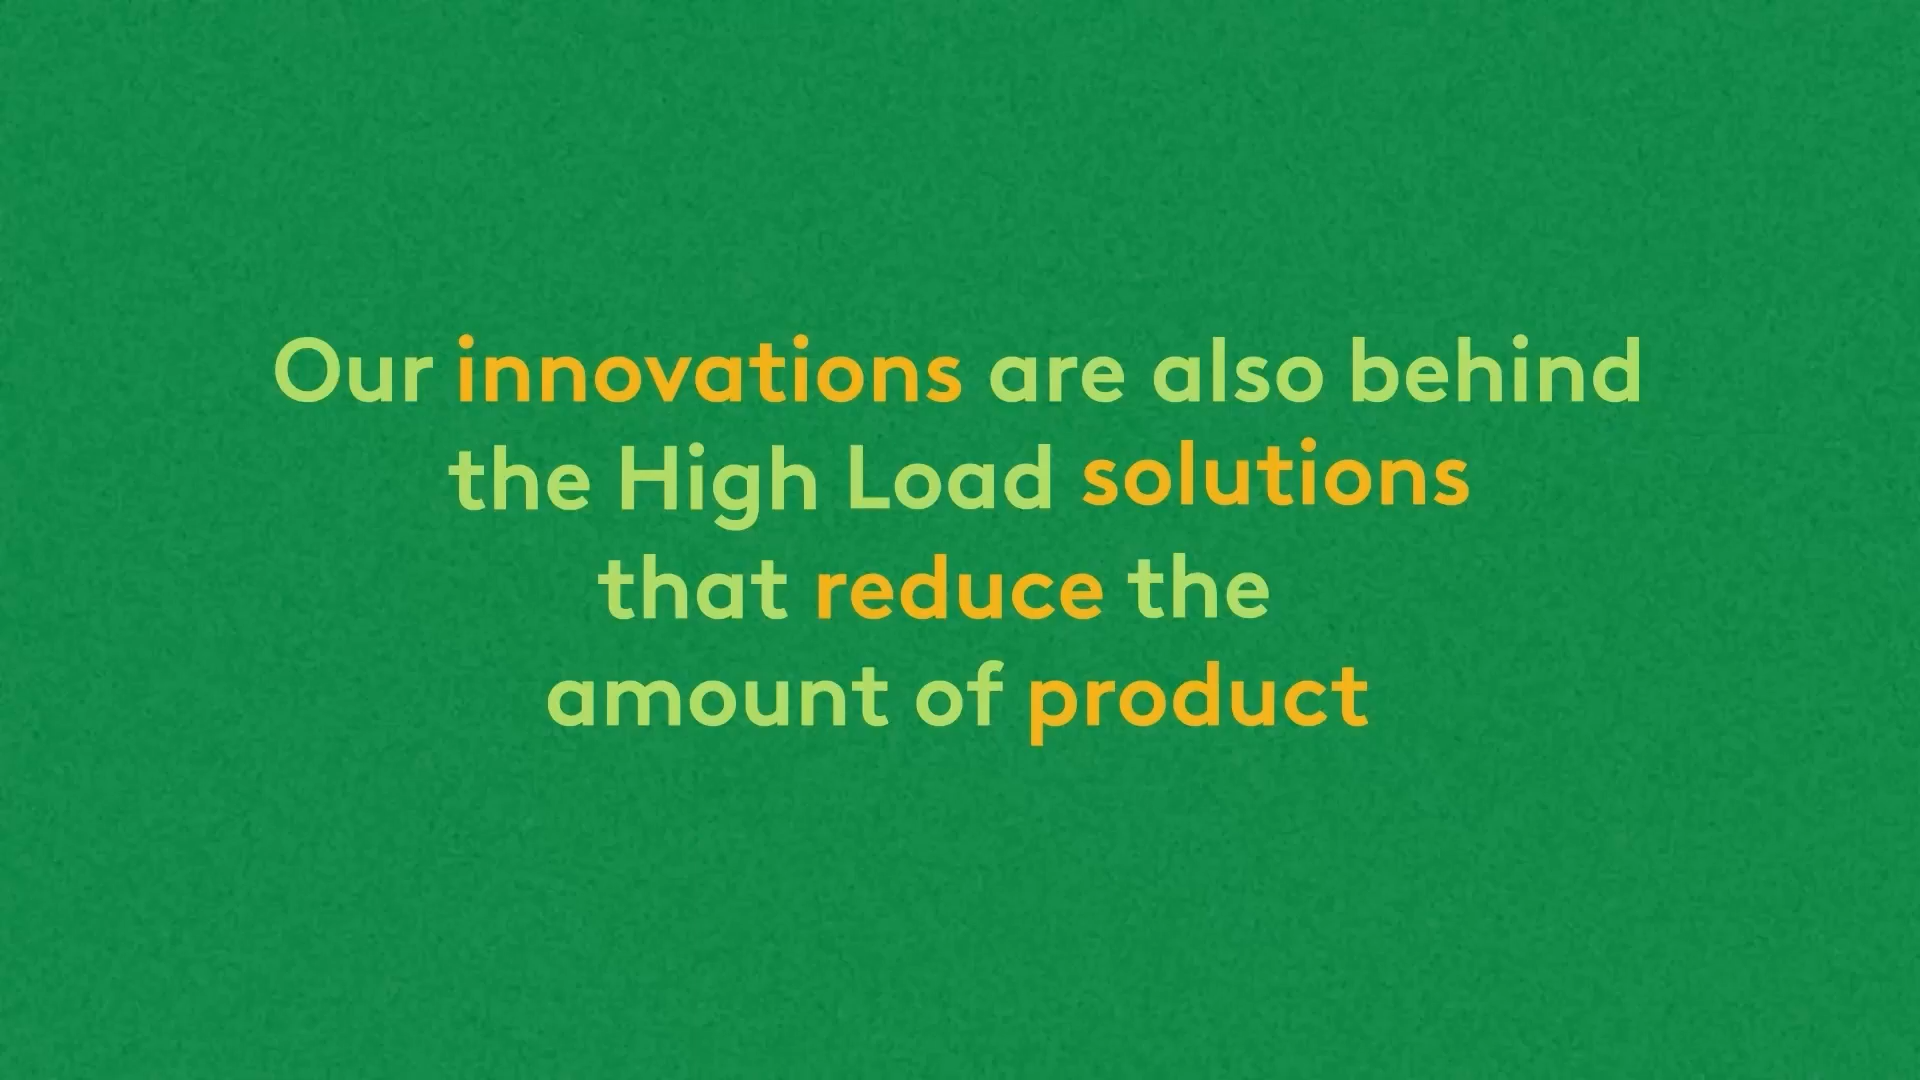 Our innovations are also behind
the High Load solutions
that reduce the
amount of product